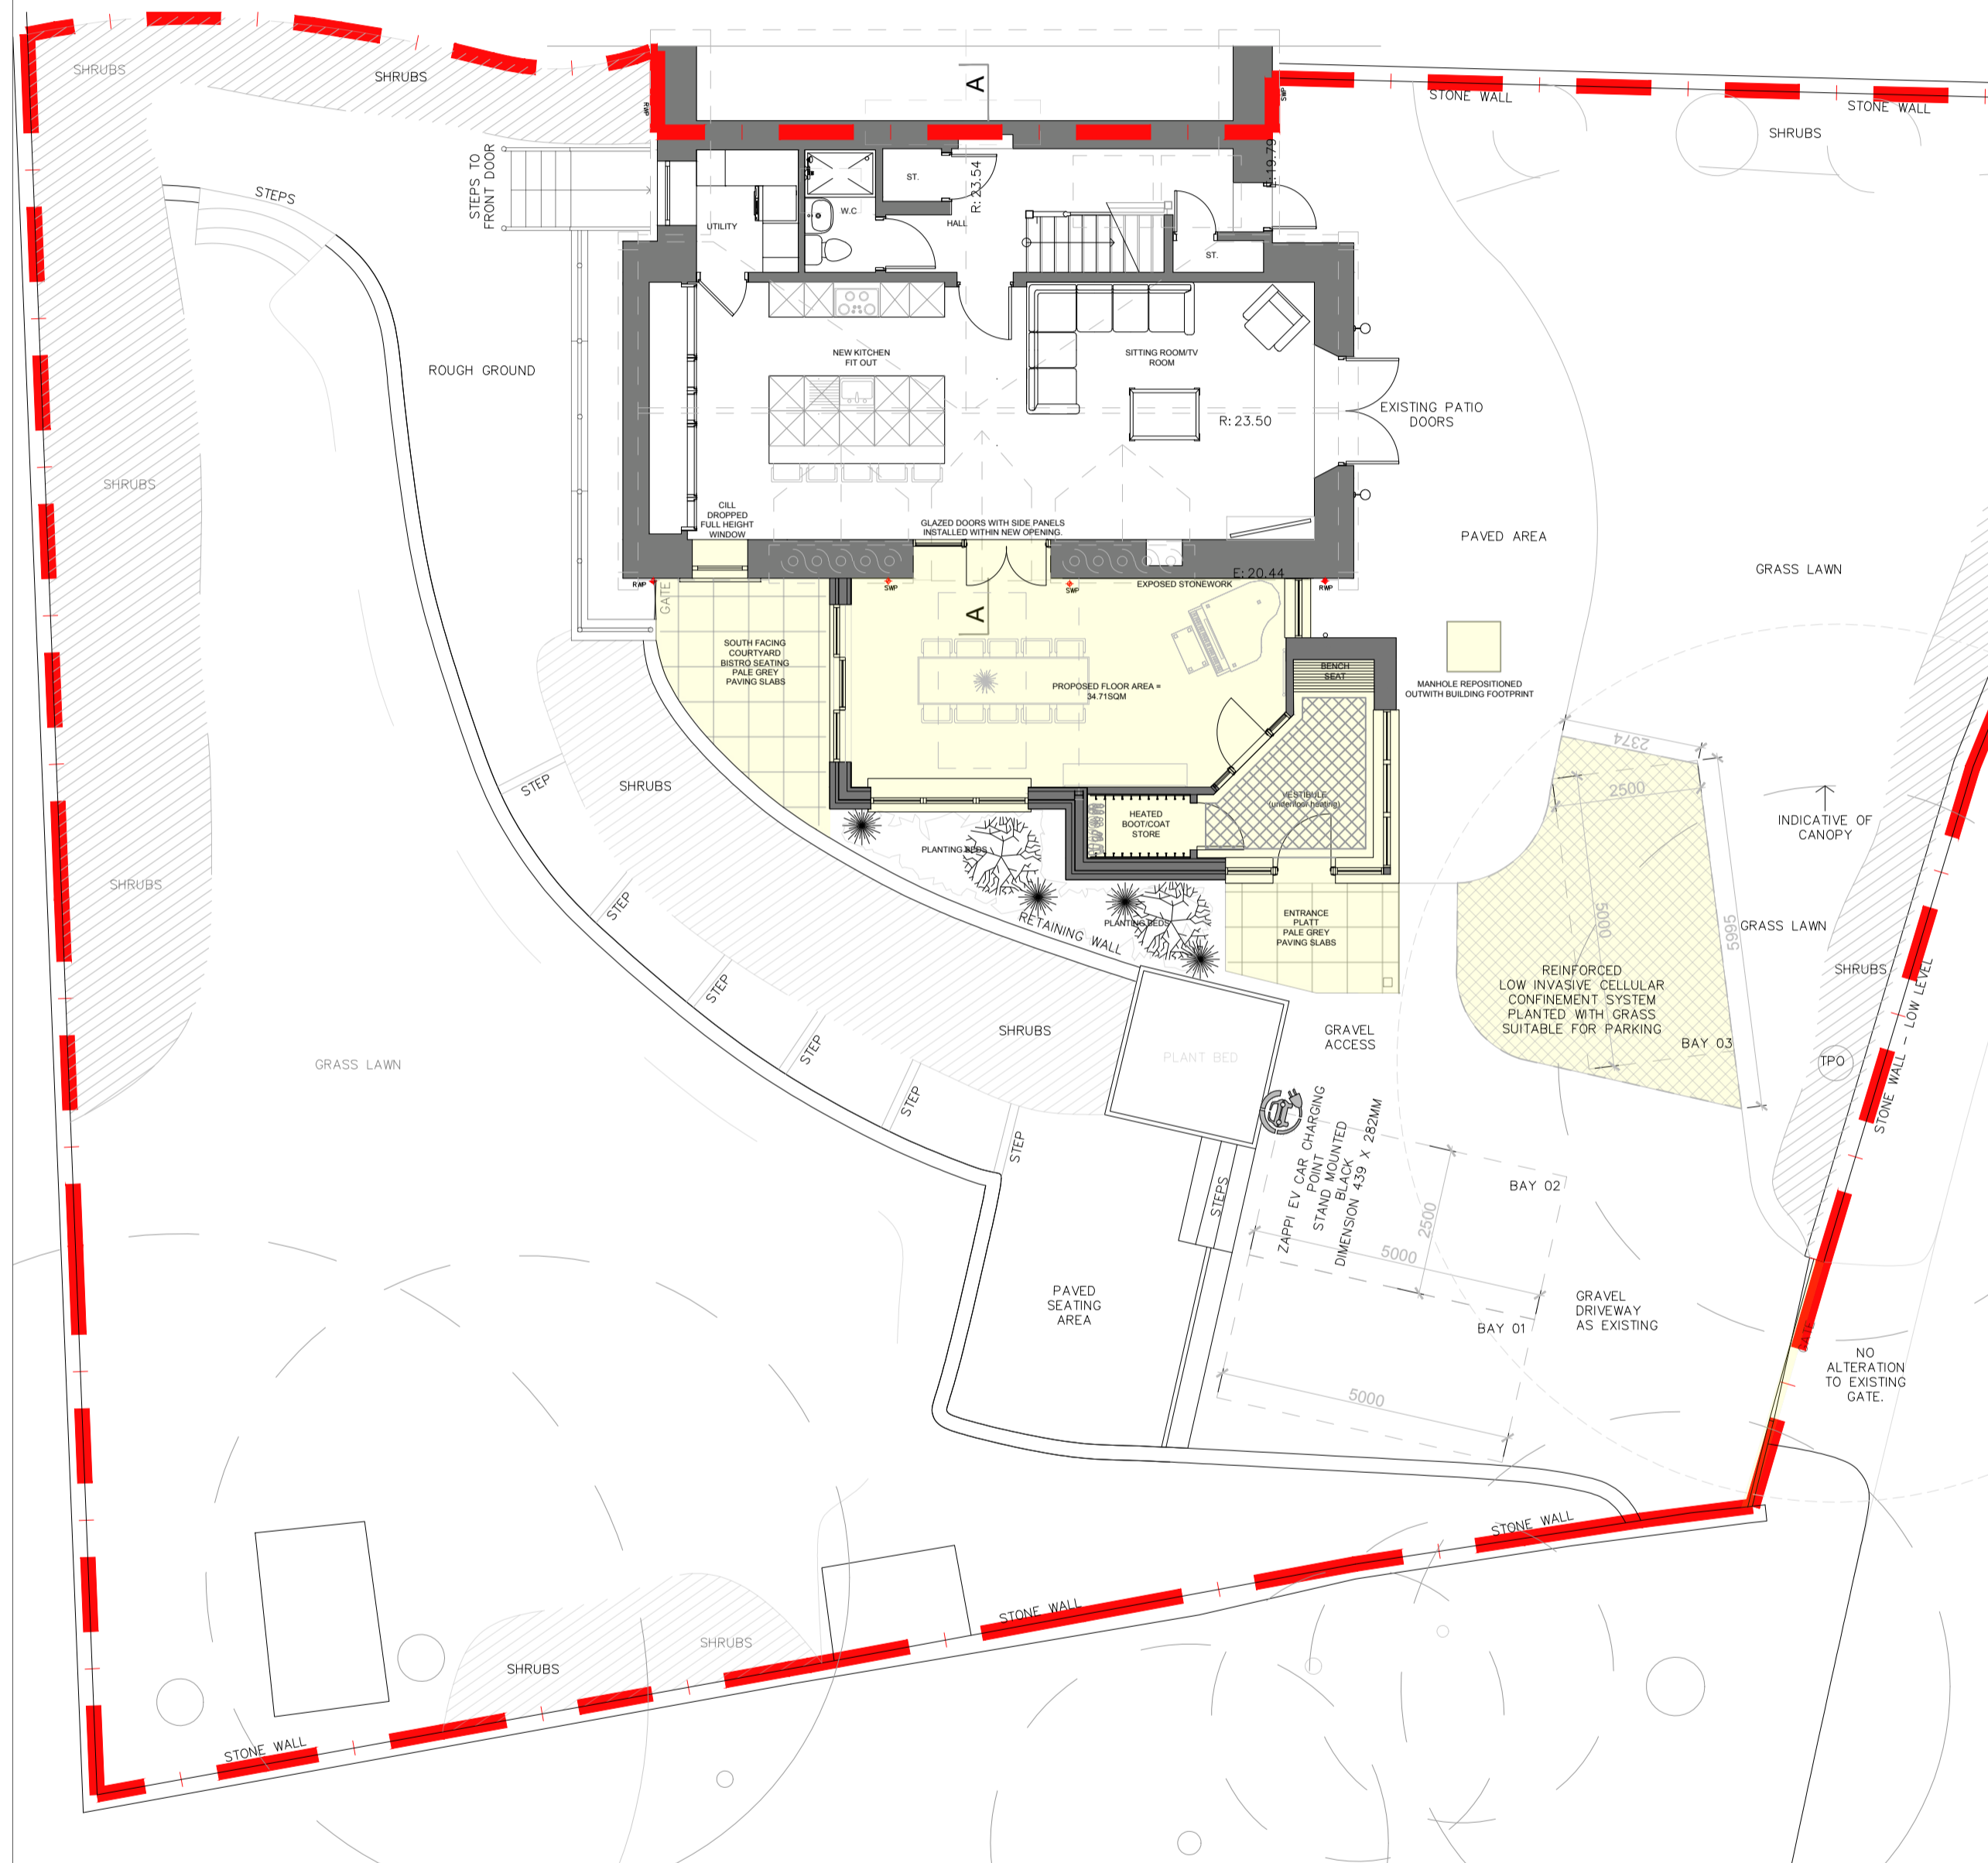 SHRUBS
SHRUBS
STONE WALL
STONE WALL
SHRUBS
RWP
SWP
A
STEPS TO
FRONT DOOR
STEPS
ST.
R: 23.54
E: 19.79
W.C
UTILITY
HALL
ST.
ROUGH GROUND
NEW KITCHEN
FIT OUT
SITTING ROOM/TV
ROOM
R: 23.50
EXISTING PATIO
DOORS
SHRUBS
CILL
DROPPED
FULL HEIGHT
WINDOW
GLAZED DOORS WITH SIDE PANELS
INSTALLED WITHIN NEW OPENING.
PAVED AREA
GRASS LAWN
RWP
SWP
SWP
EXPOSED STONEWORK
E: 20.44
RWP
GATE
A
SOUTH FACING
COURTYARD
BISTRO SEATING
PALE GREY
PAVING SLABS
PROPOSED FLOOR AREA =
34.71SQM
BENCH
SEAT
MANHOLE REPOSITIONED
OUTWITH BUILDING FOOTPRINT
2374
2500
STEP
SHRUBS
VESTIBULE
(underfloor heating)
HEATED
BOOT/COAT
STORE
INDICATIVE OF
CANOPY
PLANTING BEDS
SHRUBS
STEP
RETAINING WALL
PLANTING BEDS
ENTRANCE
PLATT
PALE GREY
PAVING SLABS
5000
5995
GRASS LAWN
SHRUBS
REINFORCED
LOW INVASIVE CELLULAR
CONFINEMENT SYSTEM
PLANTED WITH GRASS
SUITABLE FOR PARKING
BAY 03
STEP
SHRUBS
GRAVEL
ACCESS
STONE WALL - LOW LEVEL
TPO
GRASS LAWN
STEP
PLANT BED
STEP
STEP
ZAPPI EV CAR CHARGING
POINT
STAND MOUNTED
BLACK
DIMENSION 439 X 282MM
STEPS
BAY 02
2500
5000
PAVED
SEATING
AREA
GRAVEL
DRIVEWAY
AS EXISTING
BAY 01
GATE
NO
ALTERATION
TO EXISTING
GATE.
5000
STONE WALL
STONE WALL
SHRUBS
SHRUBS
STONE WALL